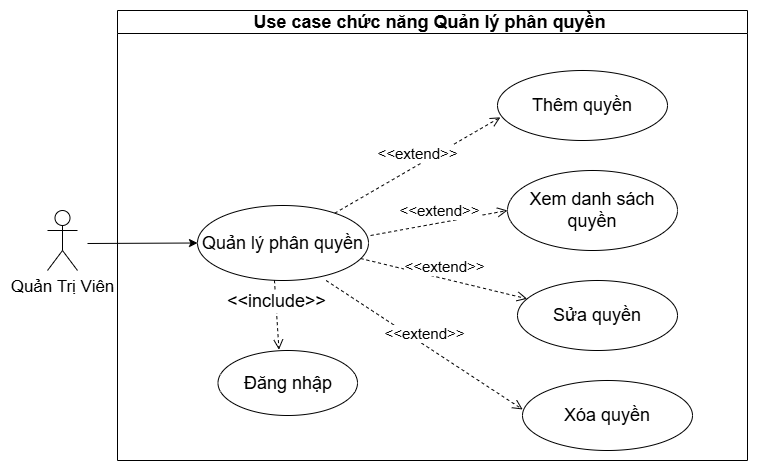 Use case chức năng Quản lý phân quyền
Thêm quyền
<<extend>>
Xem danh sách
quyền
<<extend>>
Quản lý phân quyền
Quản Trị Viên
<<extend>>
<<include>>
Sửa quyền
<<extend>>
Đăng nhập
Xóa quyền